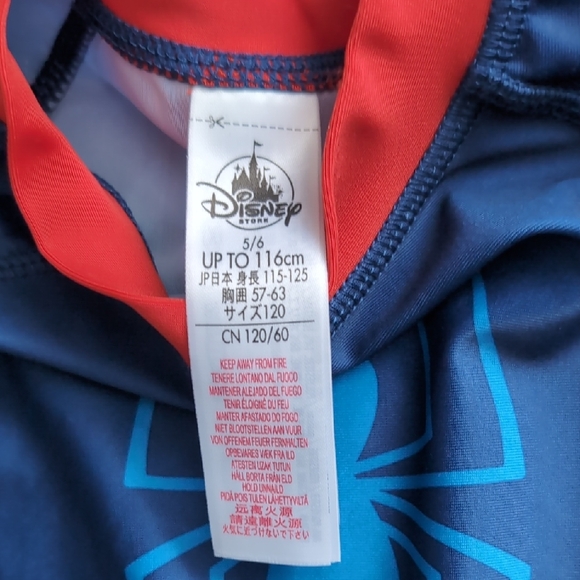 Disney
STORE
5/6
UP TO 116cm
JP日本 身長 115-125
胸囲 57-63
サイズ120
CN 120/60
KEEP AWAY FROM FIRE
TENERE LONTANO DAL FUOCO
MANTENER ALEJADO DEL FUEGO
TENIR ÉLOIGNÉ DU FEU
MANTER AFASTADO DO FOGO
NIET BLOOTSTELLEN AAN VUUR
VON OFFENEM FEUER FERNHALTEN
OPBEVARES VÆK FRA ILD
ATESTEN UZAK TUTUN
HÅLL BORTA FRÅN ELD
HOLD UNNA ILD
PIDÄ POIS TULEN LÄHETTYVILTÄ
远离火源
請遠離火源
火に近づけないで下さい